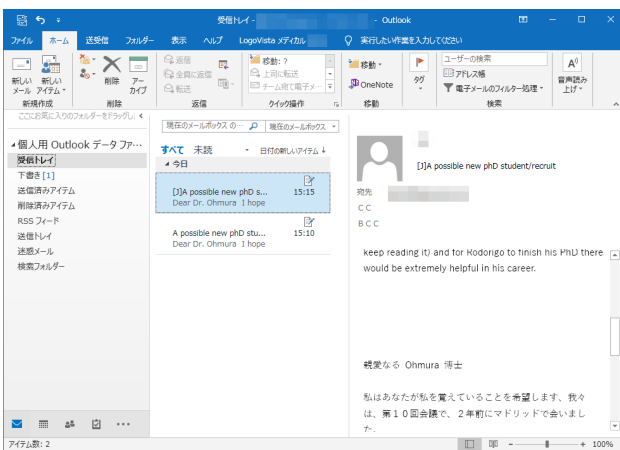 受信トレイ - - Outlook
ファイル ホーム 送受信 フォルダー 表示 ヘルプ LogoVista メディカル 実行したい作業を入力してください
新しい メール
新しい アイテム
新規作成
削除
アーカイブ
削除
返信
全員に返信
転送
返信
移動: ?
上司に転送
チーム宛て電子メ…
クイック操作
移動
OneNote
移動
タグ
ユーザーの検索
アドレス帳
電子メールのフィルター処理
検索
音声読み上げ
ここにお気に入りのフォルダーをドラッグし
個人用 Outlook データ ファ…
受信トレイ
下書き [1]
送信済みアイテム
削除済みアイテム
RSS フィード
送信トレイ
迷惑メール
検索フォルダー
現在のメールボックス の… 現在のメールボックス
すべて 未読 日付の新しいアイテム ↓
今日
[J]A possible new phD s... 15:15
Dear Dr. Ohmura I hope
A possible new phD stu... 15:10
Dear Dr. Ohmura I hope
[J]A possible new phD student/recruit
宛先
CC
BCC
keep reading it) and for Rodorigo to finish his PhD there
would be extremely helpful in his career.
親愛なる Ohmura 博士
私はあなたが私を覚えていることを希望します、我々
は、第１０回会議で、２年前にマドリッドで会いまし
た.
アイテム数: 2
100%